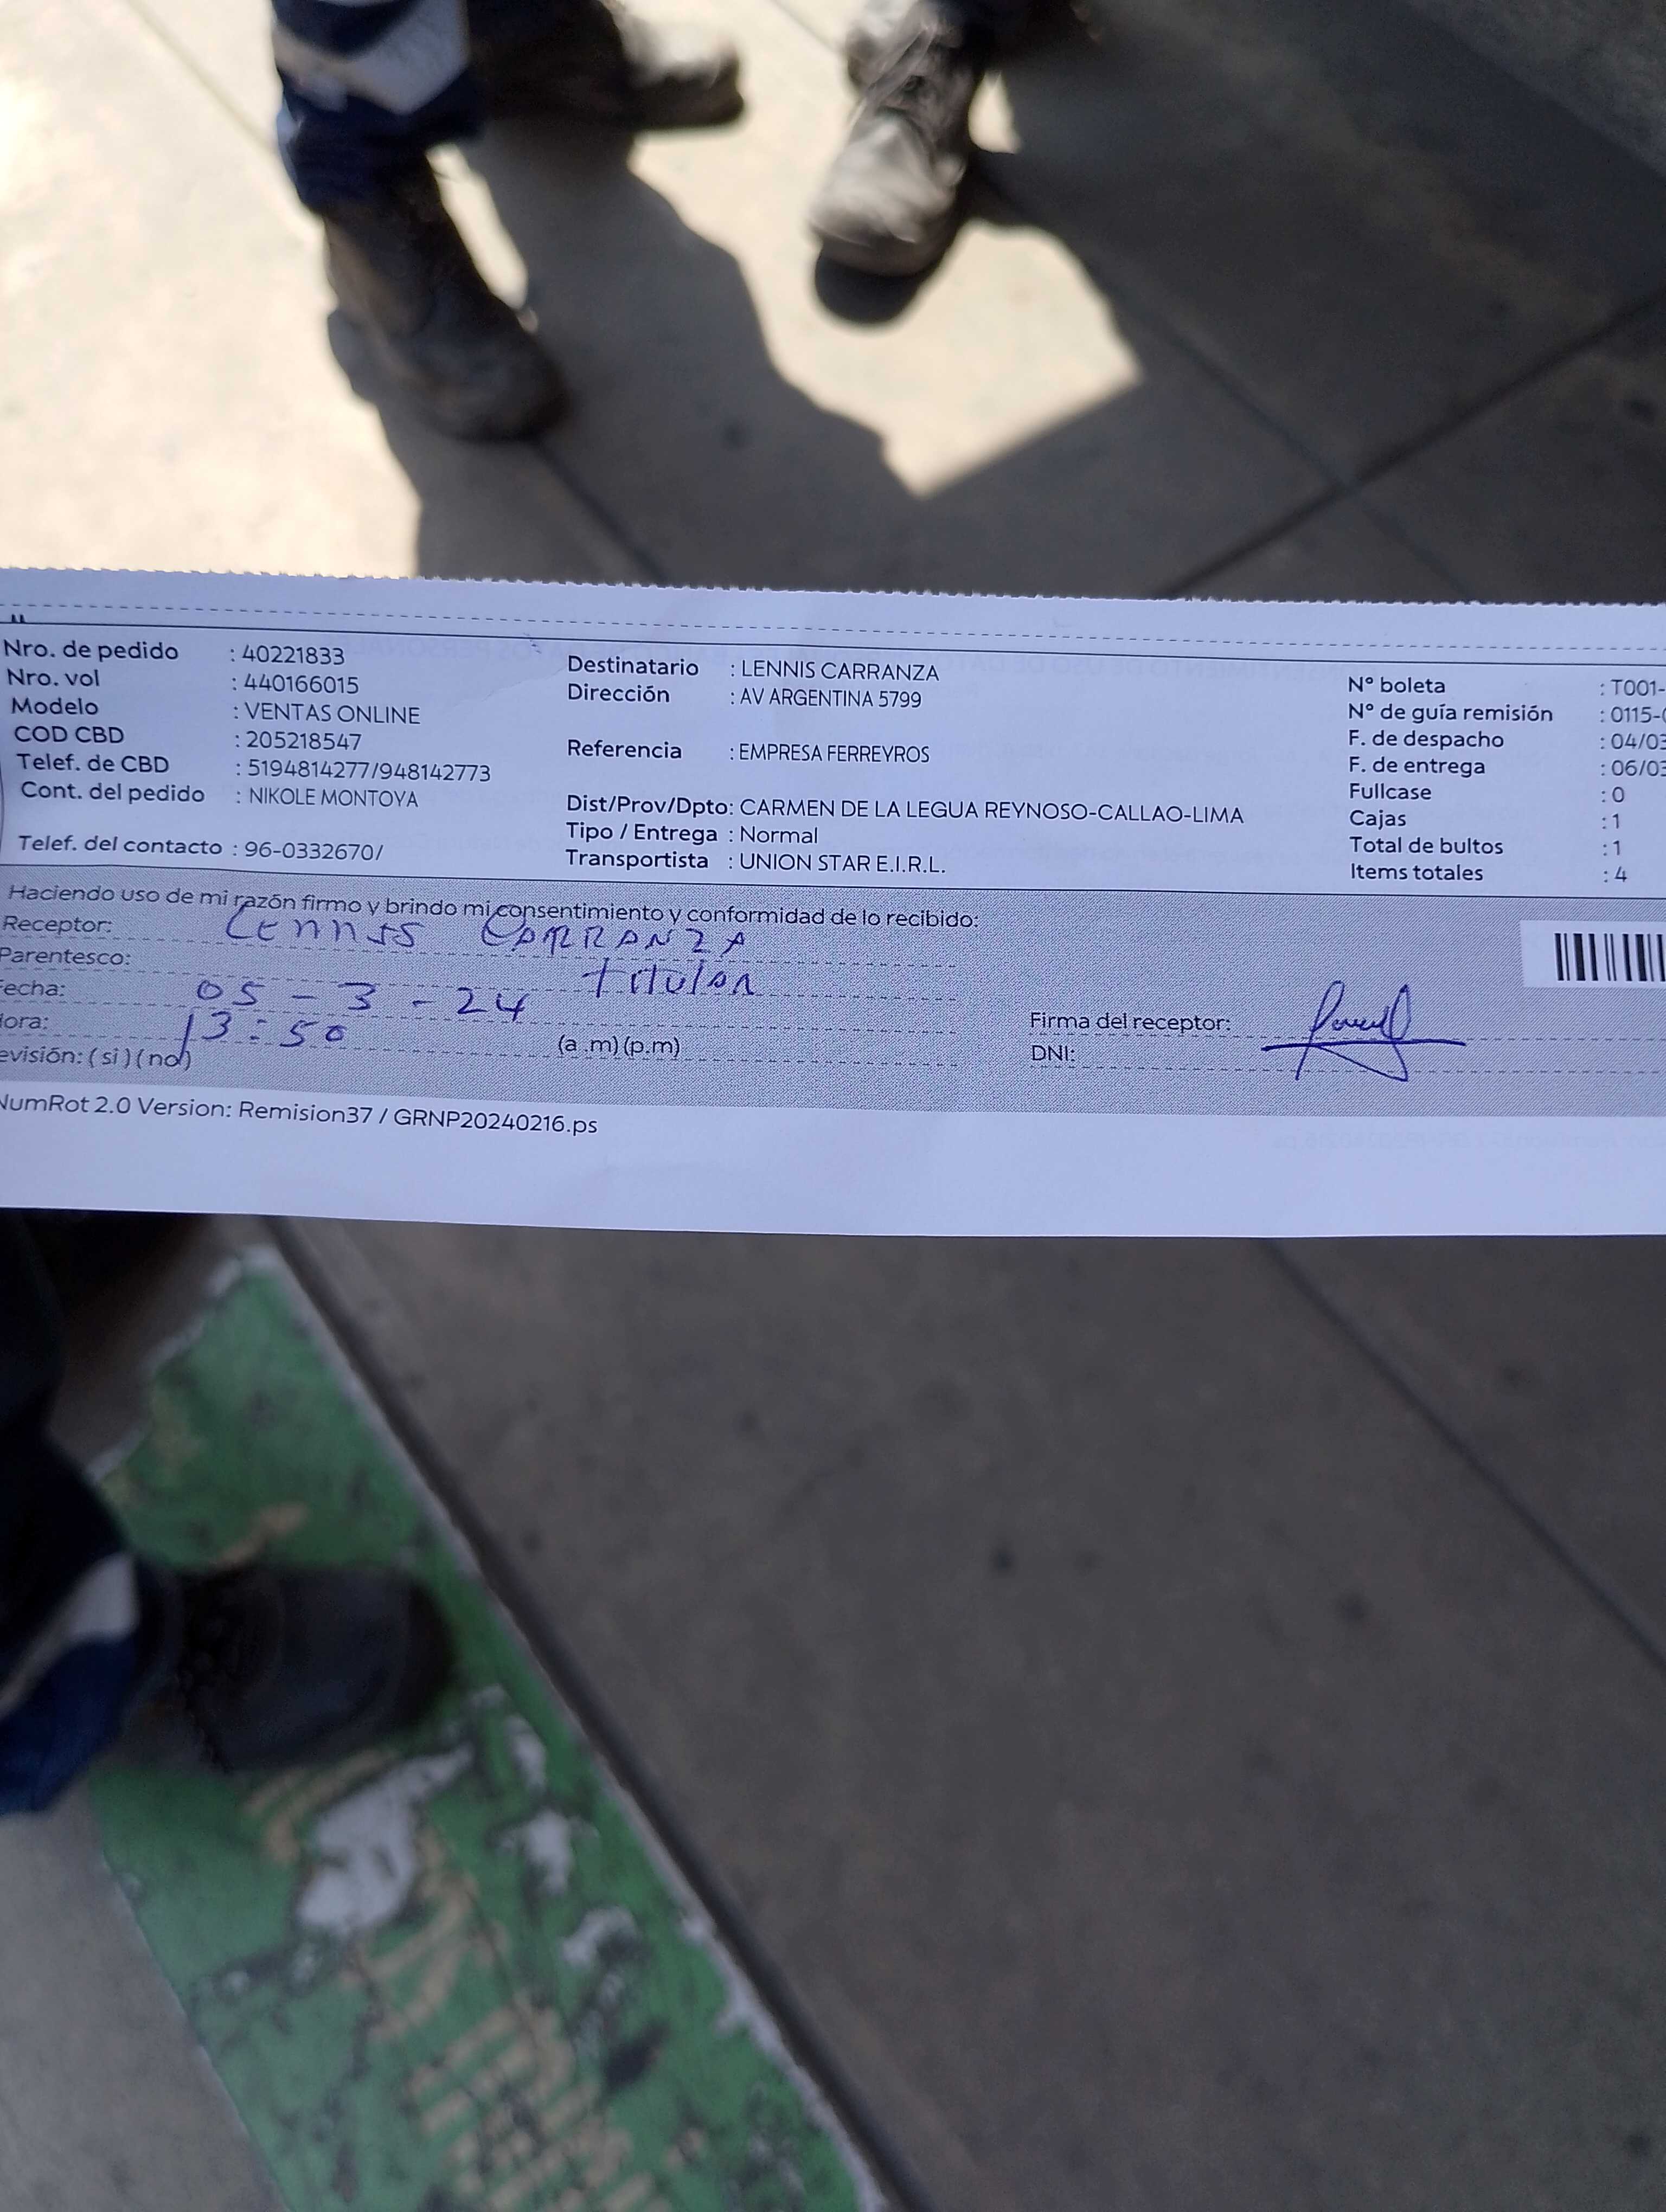 Nro. de pedido : 40221833
Nro. vol : 440166015
Modelo : VENTAS ONLINE
COD CBD : 205218547
Telef. de CBD : 5194814277/948142773
Cont. del pedido : NIKOLE MONTOYA
Telef. del contacto : 96-0332670/
Destinatario : LENNIS CARRANZA
Dirección : AV ARGENTINA 5799
Referencia : EMPRESA FERREYROS
Dist/Prov/Dpto: CARMEN DE LA LEGUA REYNOSO-CALLAO-LIMA
Tipo / Entrega : Normal
Transportista : UNION STAR E.I.R.L.
N° boleta : T001-
N° de guía remisión : 0115-
F. de despacho : 04/03
F. de entrega : 06/03
Fullcase : 0
Cajas : 1
Total de bultos : 1
Items totales : 4
Haciendo uso de mi razón firmo y brindo mi consentimiento y conformidad de lo recibido:
Receptor: Lennis CARRANZA
Parentesco: titular
echa: 05-3-24
ora: 13:50 (a .m) (p.m)
evisión: ( si ) ( no )
Firma del receptor:
DNI:
NumRot 2.0 Version: Remision37 / GRNP20240216.ps